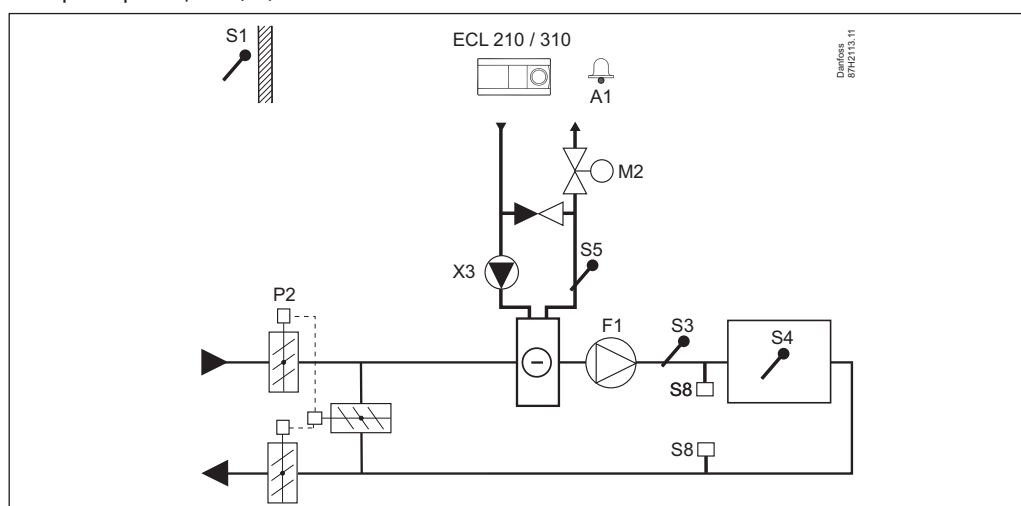 S1
ECL 210 / 310
A1
Danfoss
87H2113.11
M2
S5
X3
P2
F1
S3
S4
S8
S8